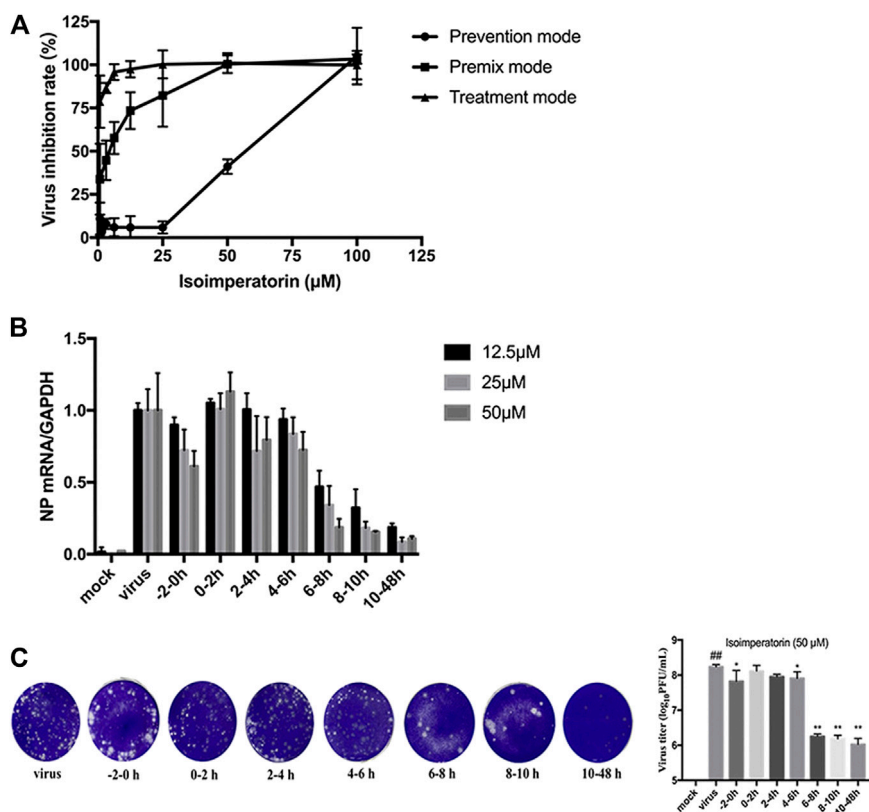 A
Virus inhibition rate (%)
125
100
75
50
25
0
0 25 50 75 100 125
Isoimperatorin (μM)
Prevention mode
Premix mode
Treatment mode
B
NP mRNA/GAPDH
1.5
1.0
0.5
0.0
mock virus -2-0h 0-2h 2-4h 4-6h 6-8h 8-10h 10-48h
12.5μM
25μM
50μM
C
virus -2-0 h 0-2 h 2-4 h 4-6 h 6-8 h 8-10 h 10-48 h
Isoimperatorin (50 μM)
Virus titer (log10PFU/mL)
9
8
7
6
5
## * * ** ** **
mock virus -2-0h 0-2h 2-4h 4-6h 6-8h 8-10h 10-48h